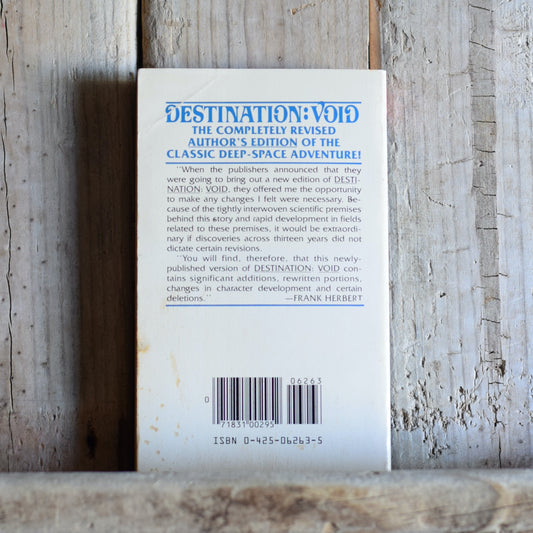 DESTINATION: VOID
THE COMPLETELY REVISED
AUTHOR'S EDITION OF THE
CLASSIC DEEP-SPACE ADVENTURE!
"When the publishers announced that they
were going to bring out a new edition of DESTI-
NATION: VOID, they offered me the opportunity
to make any changes I felt were necessary. Be-
cause of the tightly interwoven scientific premises
behind this story and rapid development in fields
related to these premises, it would be extraordin-
ary if discoveries across thirteen years did not
dictate certain revisions.
"You will find, therefore, that this newly-
published version of DESTINATION: VOID con-
tains significant additions, rewritten portions,
changes in character development and certain
deletions." —FRANK HERBERT
06263
0
71831 00295
ISBN 0-425-06263-5